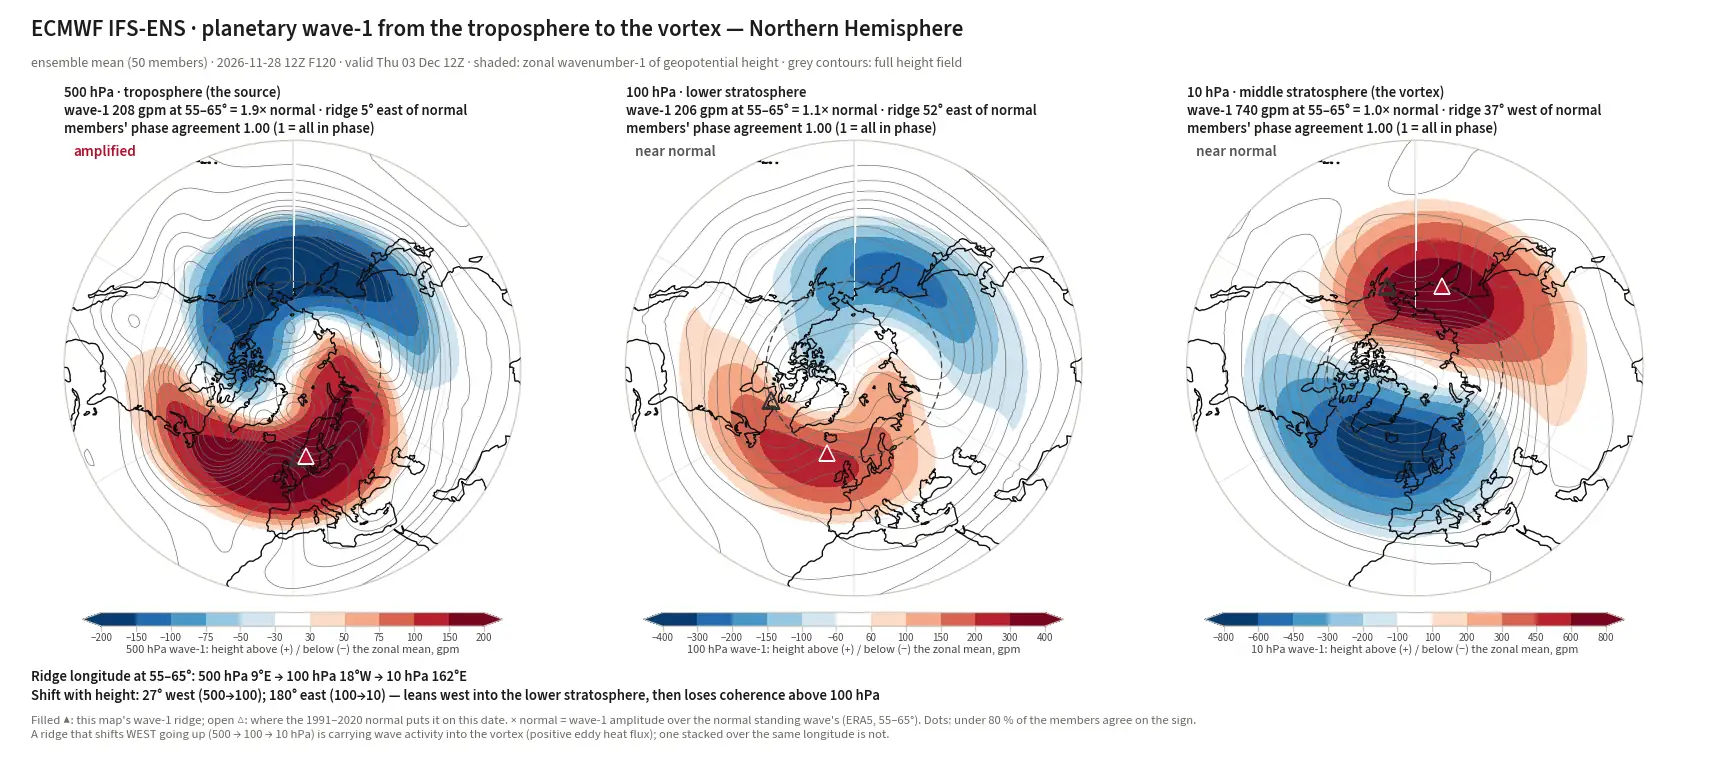 ECMWF IFS-ENS · planetary wave-1 from the troposphere to the vortex — Northern Hemisphere
ensemble mean (50 members) · 2026-11-28 12Z F120 · valid Thu 03 Dec 12Z · shaded: zonal wavenumber-1 of geopotential height · grey contours: full height field
500 hPa · troposphere (the source)
wave-1 208 gpm at 55–65° = 1.9× normal · ridge 5° east of normal
members' phase agreement 1.00 (1 = all in phase)
amplified
100 hPa · lower stratosphere
wave-1 206 gpm at 55–65° = 1.1× normal · ridge 52° east of normal
members' phase agreement 1.00 (1 = all in phase)
near normal
10 hPa · middle stratosphere (the vortex)
wave-1 740 gpm at 55–65° = 1.0× normal · ridge 37° west of normal
members' phase agreement 1.00 (1 = all in phase)
near normal
−200 −150 −100 −75 −50 −30 30 50 75 100 150 200
500 hPa wave-1: height above (+) / below (−) the zonal mean, gpm
−400 −300 −200 −150 −100 −60 60 100 150 200 300 400
100 hPa wave-1: height above (+) / below (−) the zonal mean, gpm
−800 −600 −450 −300 −200 −100 100 200 300 450 600 800
10 hPa wave-1: height above (+) / below (−) the zonal mean, gpm
Ridge longitude at 55–65°: 500 hPa 9°E → 100 hPa 18°W → 10 hPa 162°E
Shift with height: 27° west (500→100); 180° east (100→10) — leans west into the lower stratosphere, then loses coherence above 100 hPa
Filled ▲: this map's wave-1 ridge; open △: where the 1991–2020 normal puts it on this date. × normal = wave-1 amplitude over the normal standing wave's (ERA5, 55–65°). Dots: under 80 % of the members agree on the sign.
A ridge that shifts WEST going up (500 → 100 → 10 hPa) is carrying wave activity into the vortex (positive eddy heat flux); one stacked over the same longitude is not.